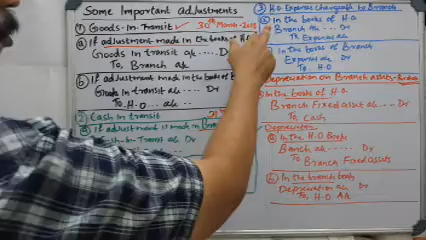 Some Important adjustments
① Goods-In-Transit ✓ 30th March-2018
ⓐ If adjustment made in the books of H.O
Goods in transit a/c ..... Dr
To, Branch a/c
ⓑ If adjustment made in the books of B
Goods In transit a/c ... Dr
To, H.O ... a/c ..
② Cash in transit
ⓐ If adjustment is made in Branch
Cash-In-Transit a/c Dr
③ H.O Expenses chargeable to Branch
ⓐ In the books of H.O
Branch a/c ..... Dr
To Expenses a/c
In the books of Branch
Expenses a/c Dr
To H.O
Depreciation on Branch assets
In the books of H.O
Branch Fixed asset a/c ... Dr
To Cash
Depreciation
ⓐ In the H.O Books
Branch a/c ...... Dr
To Branch Fixed assets
ⓑ In the branch books
Depreciation a/c Dr
To, H.O A/c